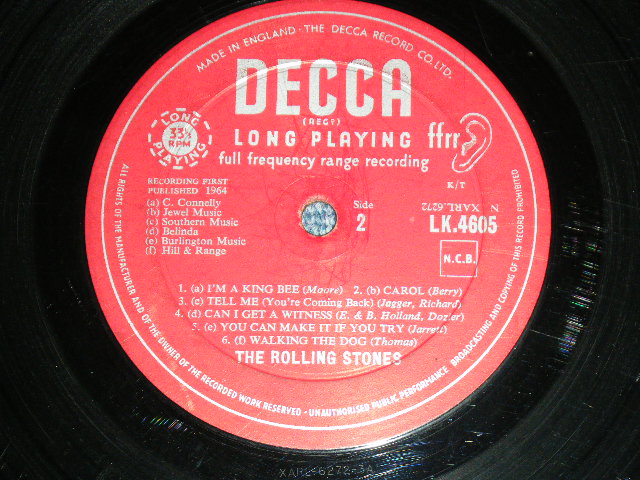 MADE IN ENGLAND · THE DECCA RECORD CO. LTD.
DECCA
(REGD)
LONG PLAYING
33⅓
RPM
LONG PLAYING
ffrr
full frequency range recording
RECORDING FIRST
PUBLISHED 1964
(a) C. Connelly
(b) Jewel Music
(c) Southern Music
(d) Belinda
(e) Burlington Music
(f) Hill & Range
Side
2
K/T
N XARL.6272
LK.4605
N.C.B.
1. (a) I'M A KING BEE (Moore) 2. (b) CAROL (Berry)
3. (c) TELL ME (You're Coming Back) (Jagger, Richard)
4. (d) CAN I GET A WITNESS (E. & B. Holland, Dozier)
5. (e) YOU CAN MAKE IT IF YOU TRY (Jarrett)
6. (f) WALKING THE DOG (Thomas)
THE ROLLING STONES
ALL RIGHTS OF THE MANUFACTURER AND OF THE OWNER OF THE RECORDED WORK RESERVED - UNAUTHORISED PUBLIC PERFORMANCE BROADCASTING AND COPYING OF THIS RECORD PROHIBITED
XARL-6272-3A